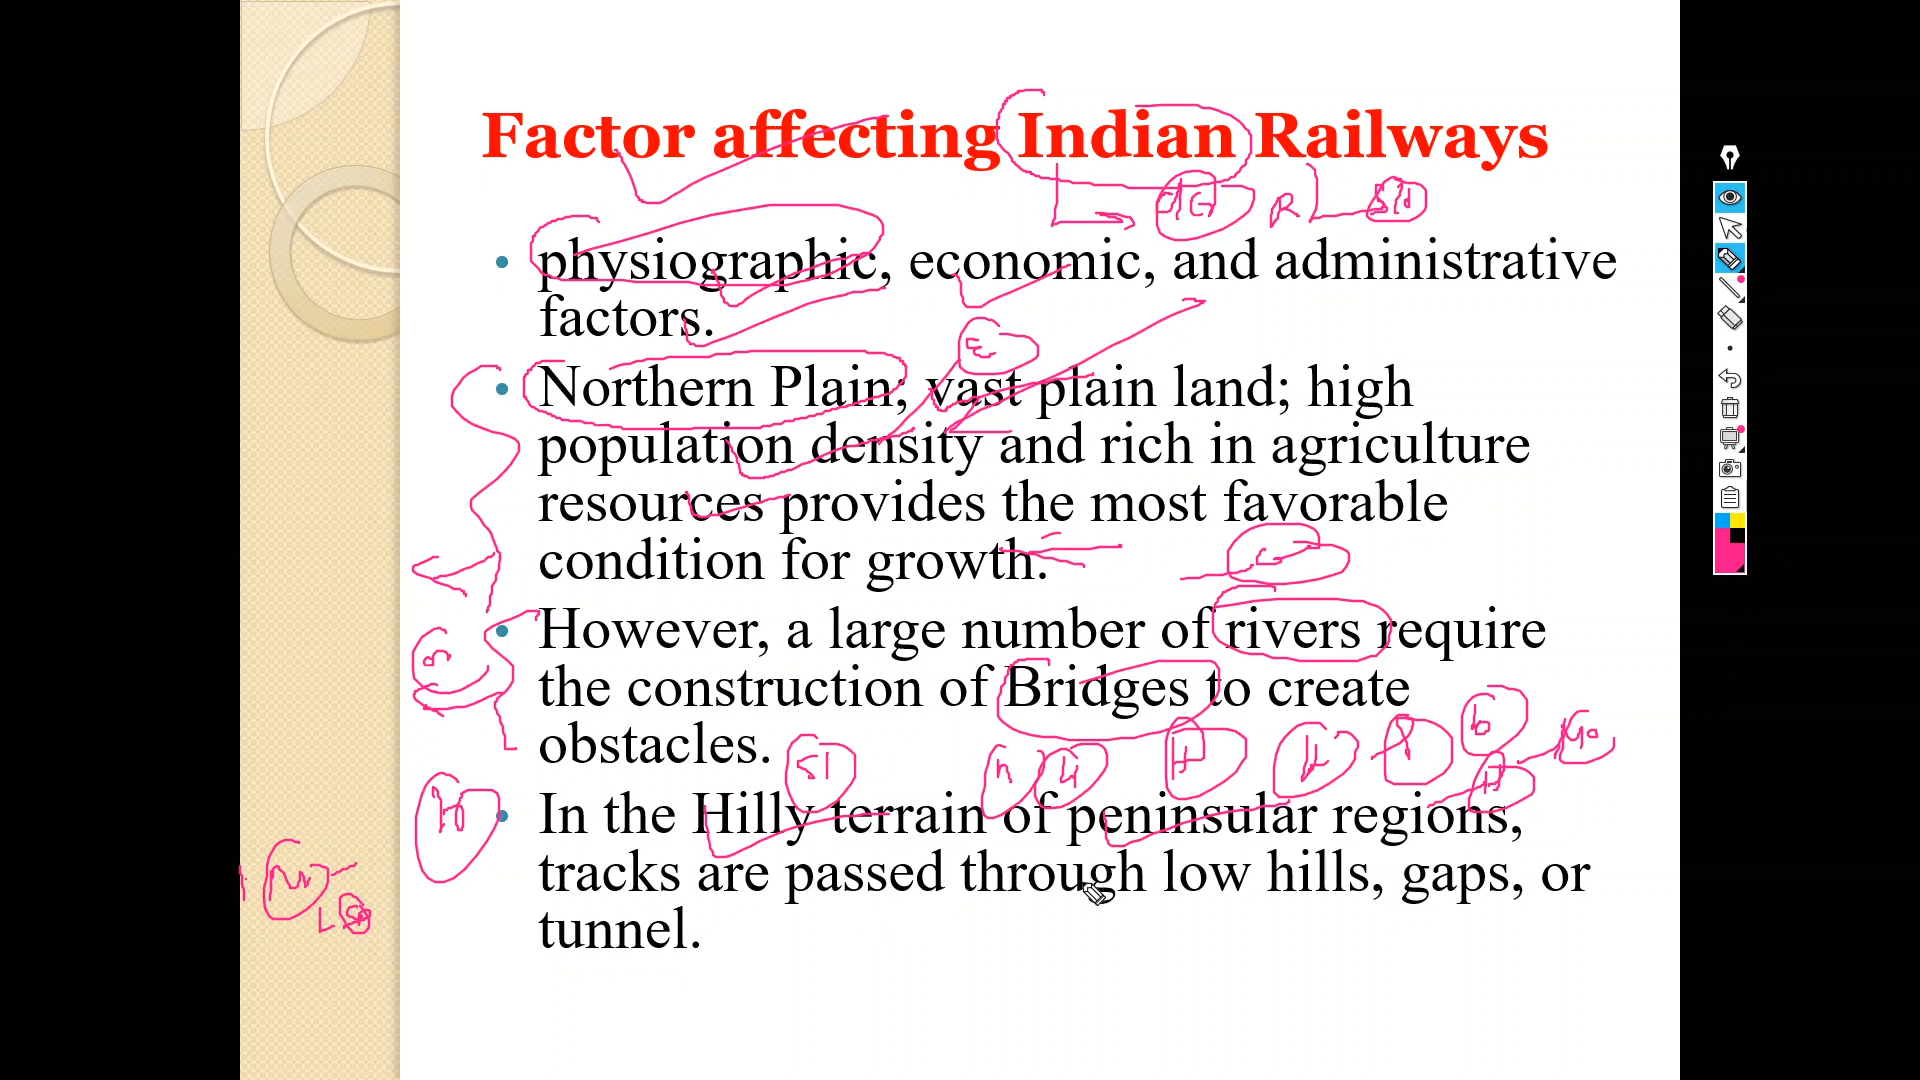 Factor affecting Indian Railways
• physiographic, economic, and administrative
factors.
• Northern Plain; vast plain land; high
population density and rich in agriculture
resources provides the most favorable
condition for growth.
• However, a large number of rivers require
the construction of Bridges to create
obstacles.
• In the Hilly terrain of peninsular regions,
tracks are passed through low hills, gaps, or
tunnel.